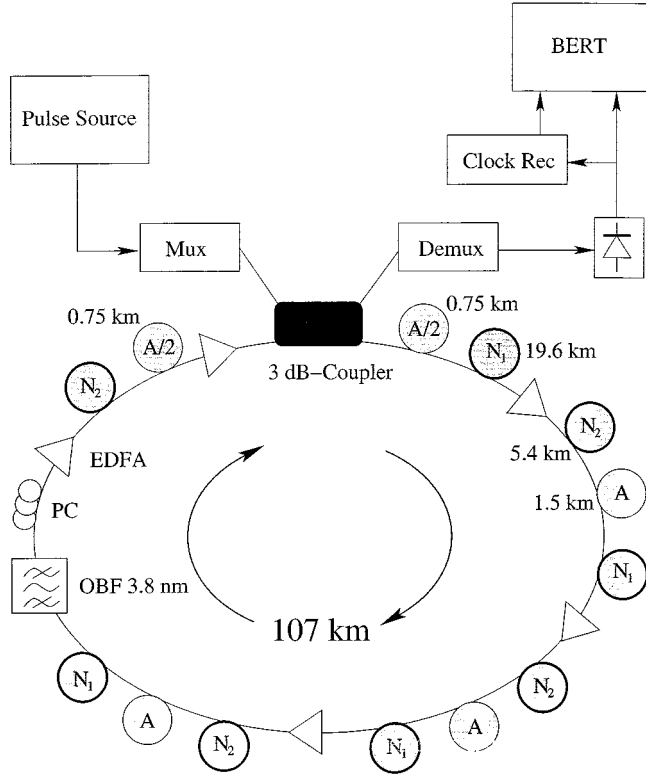 BERT
Pulse Source
Clock Rec
Mux
Demux
0.75 km
0.75 km
A/2
A/2
N₁
19.6 km
3 dB−Coupler
N₂
N₂
5.4 km
EDFA
1.5 km
A
PC
N₁
OBF 3.8 nm
107 km
N₁
N₂
A
A
N₂
N₁